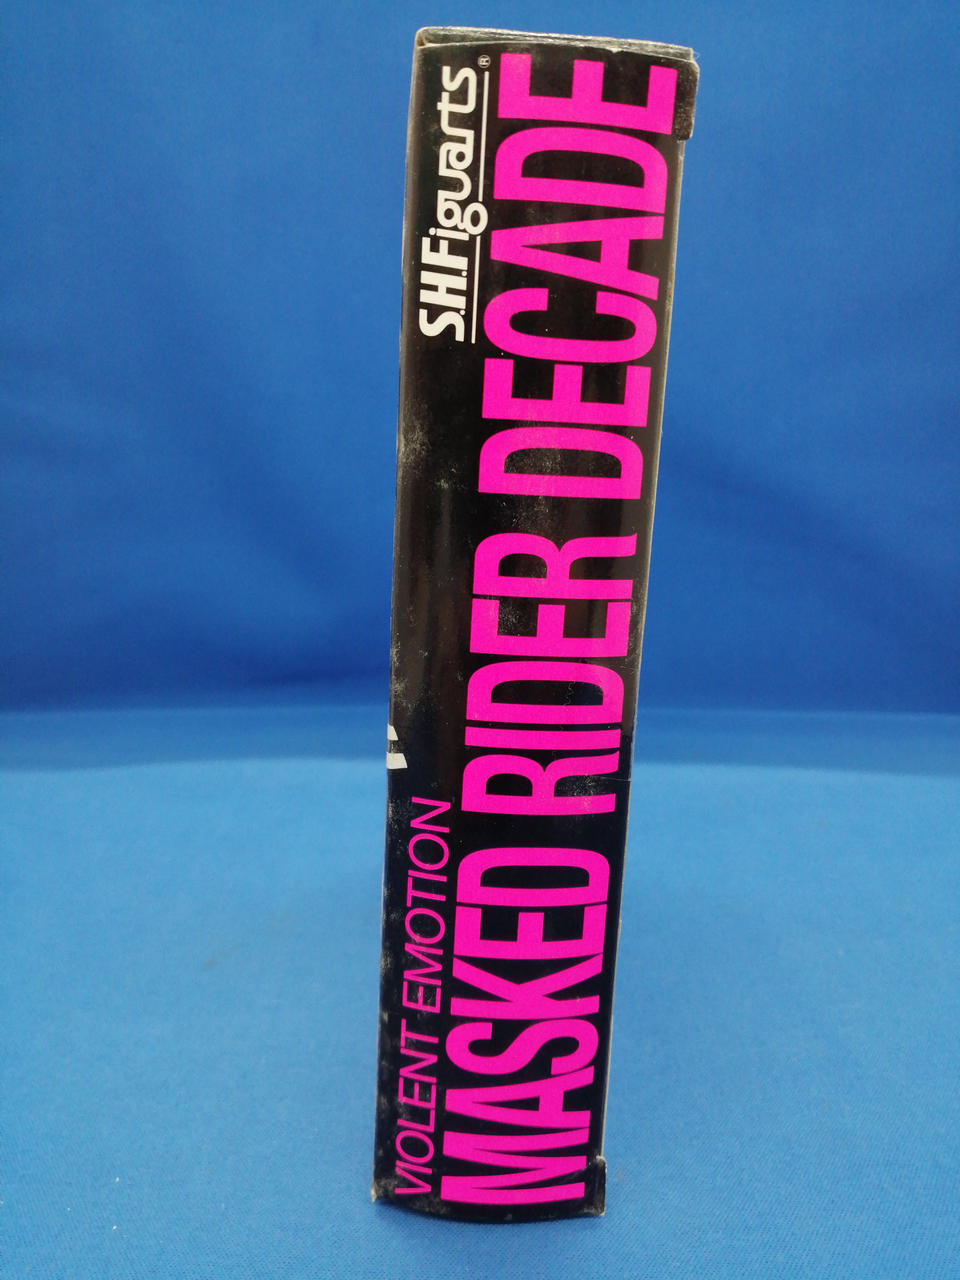 S.H.Figuarts®
VIOLENT EMOTION
MASKED RIDER DECADE